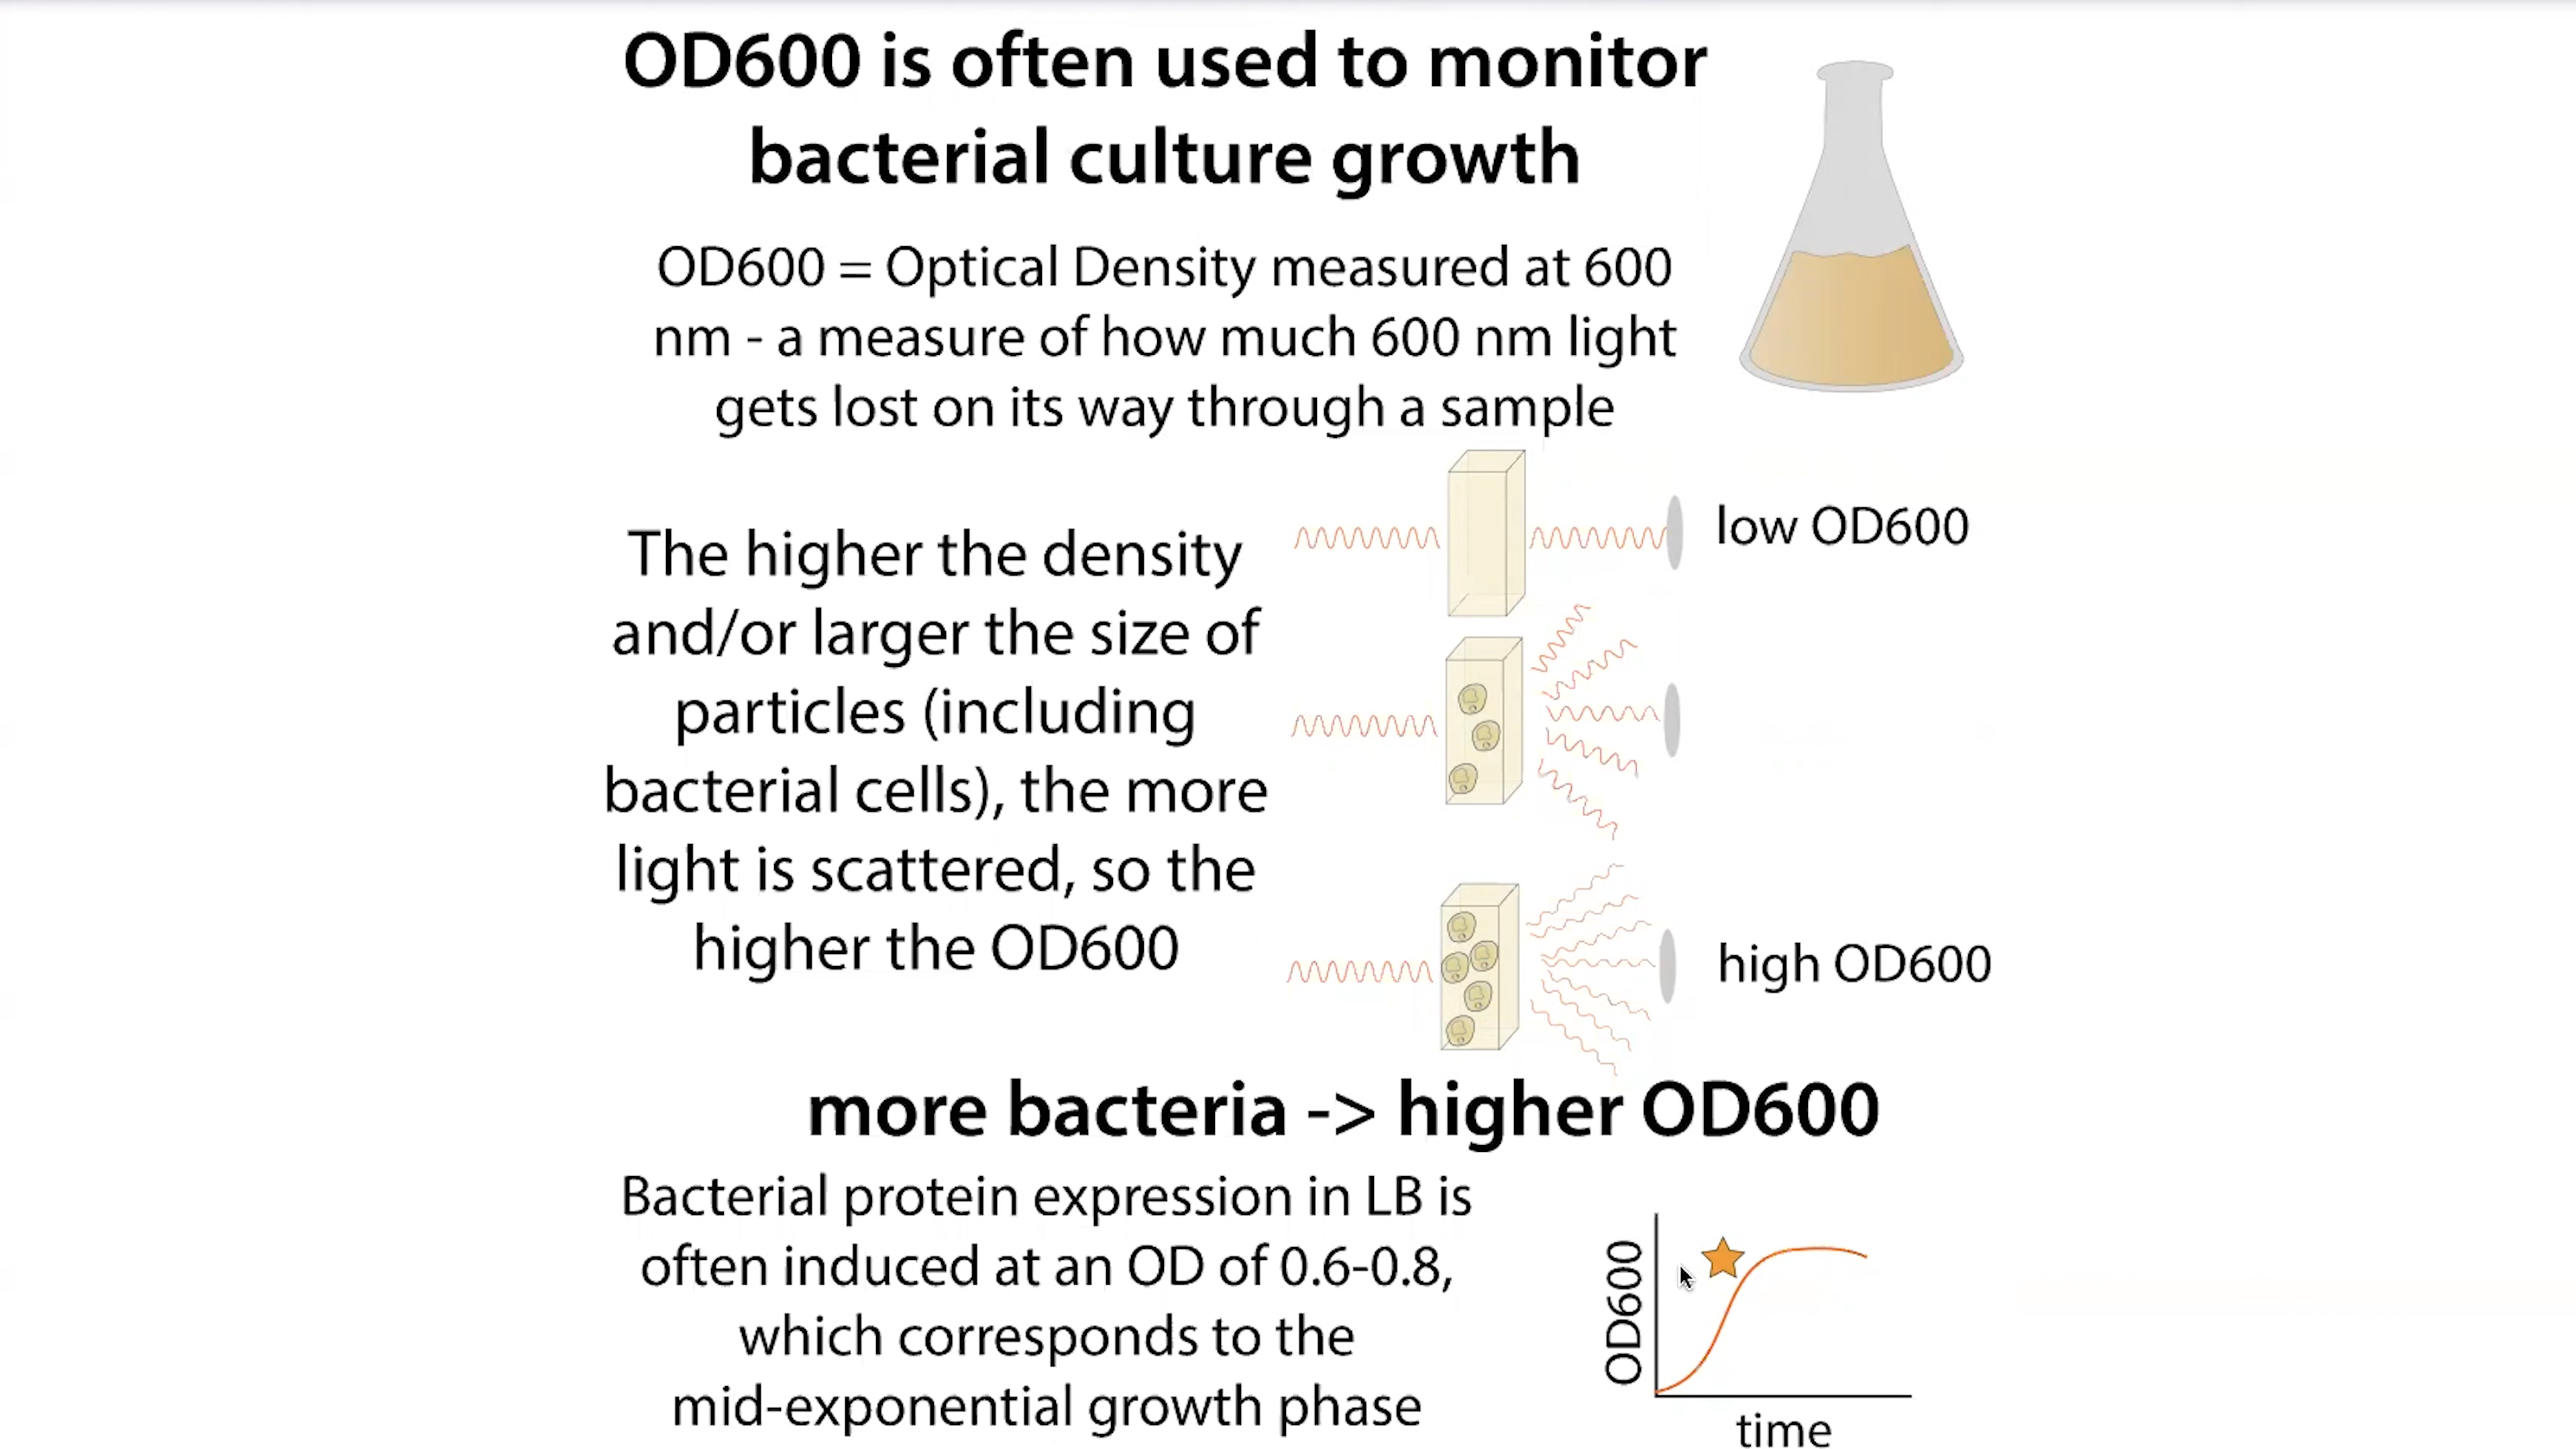 OD600 is often used to monitor
bacterial culture growth
OD600 = Optical Density measured at 600
nm - a measure of how much 600 nm light
gets lost on its way through a sample
low OD600
The higher the density
and/or larger the size of
particles (including
bacterial cells), the more
light is scattered, so the
higher the OD600
high OD600
more bacteria -> higher OD600
Bacterial protein expression in LB is
often induced at an OD of 0.6-0.8,
which corresponds to the
mid-exponential growth phase
OD600
time